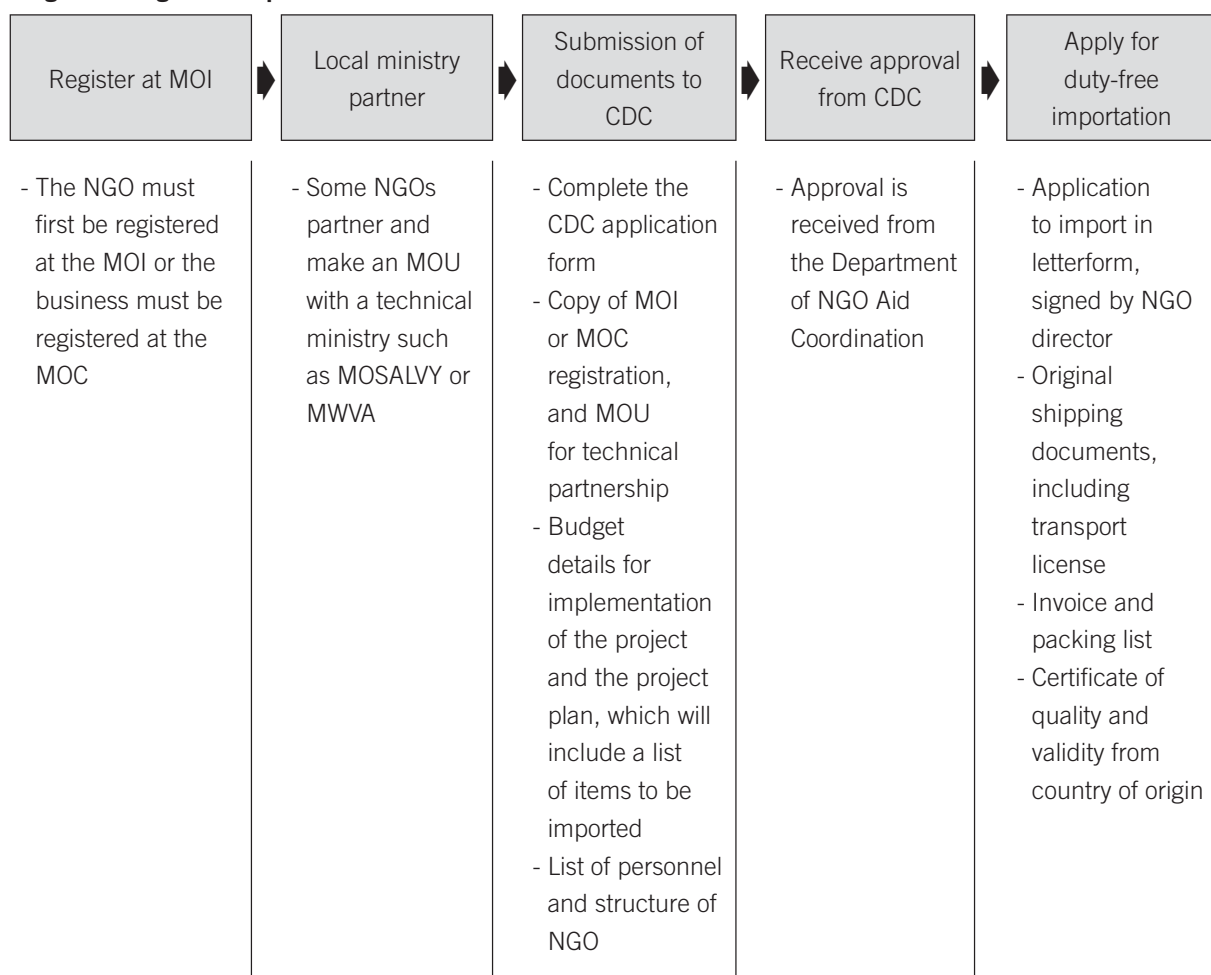 Register at MOI
Local ministry
partner
Submission of
documents to
CDC
Receive approval
from CDC
Apply for
duty-free
importation
- The NGO must
first be registered
at the MOI or the
business must be
registered at the
MOC
- Some NGOs
partner and
make an MOU
with a technical
ministry such
as MOSALVY or
MWVA
- Complete the
CDC application
form
- Copy of MOI
or MOC
registration,
and MOU
for technical
partnership
- Budget
details for
implementation
of the project
and the project
plan, which will
include a list
of items to be
imported
- List of personnel
and structure of
NGO
- Approval is
received from
the Department
of NGO Aid
Coordination
- Application
to import in
letterform,
signed by NGO
director
- Original
shipping
documents,
including
transport
license
- Invoice and
packing list
- Certificate of
quality and
validity from
country of origin